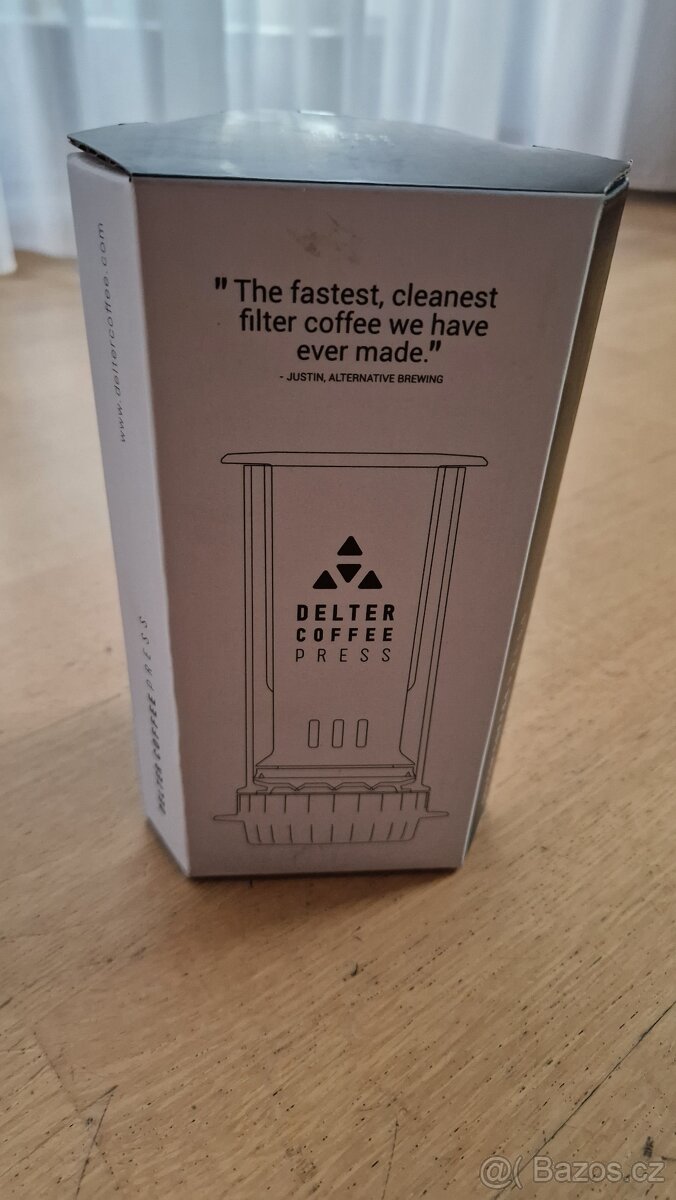 " The fastest, cleanest
filter coffee we have
ever made."
- JUSTIN, ALTERNATIVE BREWING
DELTER
COFFEE
PRESS
www.deltercoffee.com
DELTER COFFEE PRESS
@( Bazos.cz